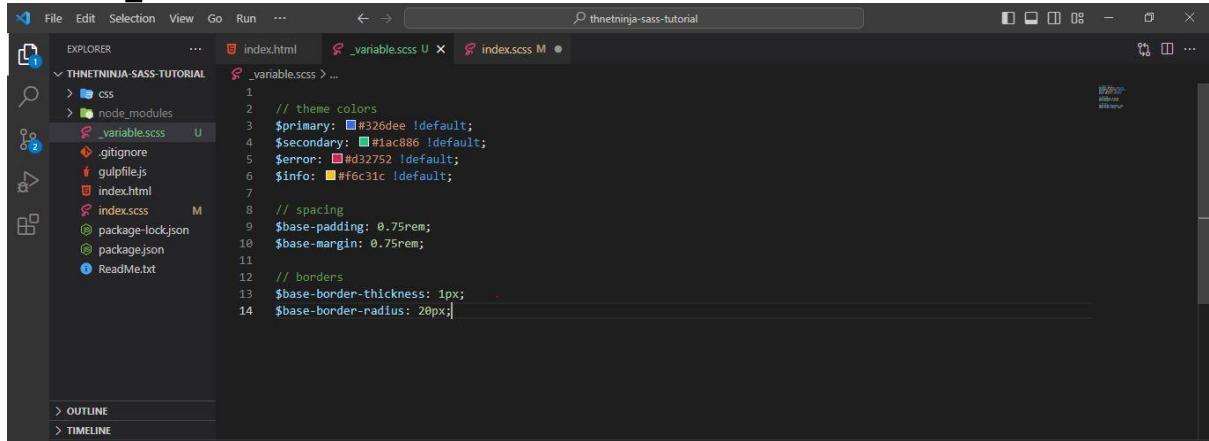 File Edit Selection View Go Run ··· thnetninja-sass-tutorial
EXPLORER ···
index.html
_variable.scss U
index.scss M
THNETNINJA-SASS-TUTORIAL
css
node_modules
_variable.scss U
.gitignore
gulpfile.js
index.html
index.scss M
package-lock.json
package.json
ReadMe.txt
OUTLINE
TIMELINE
1
2
_variable.scss > ...
1
2 // theme colors
3 $primary: #326dee !default;
4 $secondary: #1ac886 !default;
5 $error: #d32752 !default;
6 $info: #f6c31c !default;
7
8 // spacing
9 $base-padding: 0.75rem;
10 $base-margin: 0.75rem;
11
12 // borders
13 $base-border-thickness: 1px;
14 $base-border-radius: 20px;